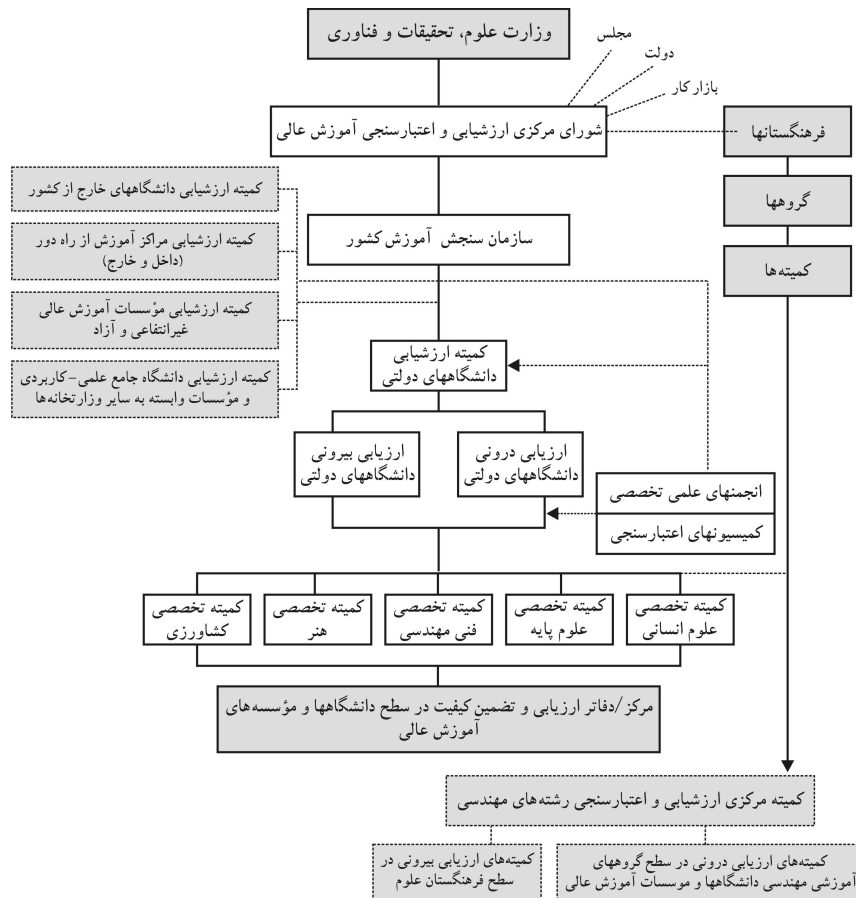 وزارت علوم، تحقیقات و فناوری
مجلس
دولت
بازار کار
شورای مرکزی ارزشیابی و اعتبارسنجی آموزش عالی
فرهنگستانها
کمیته ارزشیابی دانشگاههای خارج از کشور
گروهها
سازمان سنجش آموزش کشور
کمیته ارزشیابی مراکز آموزش از راه دور
(داخل و خارج)
کمیته‌ها
کمیته ارزشیابی مؤسسات آموزش عالی
غیرانتفاعی و آزاد
کمیته ارزشیابی
دانشگاههای دولتی
کمیته ارزشیابی دانشگاه جامع علمی-کاربردی
و مؤسسات وابسته به سایر وزارتخانه‌ها
ارزیابی درونی
دانشگاههای دولتی
ارزیابی بیرونی
دانشگاههای دولتی
انجمنهای علمی تخصصی
کمیسیونهای اعتبارسنجی
کمیته تخصصی
علوم انسانی
کمیته تخصصی
علوم پایه
کمیته تخصصی
فنی مهندسی
کمیته تخصصی
هنر
کمیته تخصصی
کشاورزی
مرکز/دفاتر ارزیابی و تضمین کیفیت در سطح دانشگاهها و مؤسسه‌های
آموزش عالی
کمیته مرکزی ارزشیابی و اعتبارسنجی رشته‌های مهندسی
کمیته‌های ارزیابی درونی در سطح گروههای
آموزشی مهندسی دانشگاهها و موسسات آموزش عالی
کمیته‌های ارزیابی بیرونی در
سطح فرهنگستان علوم